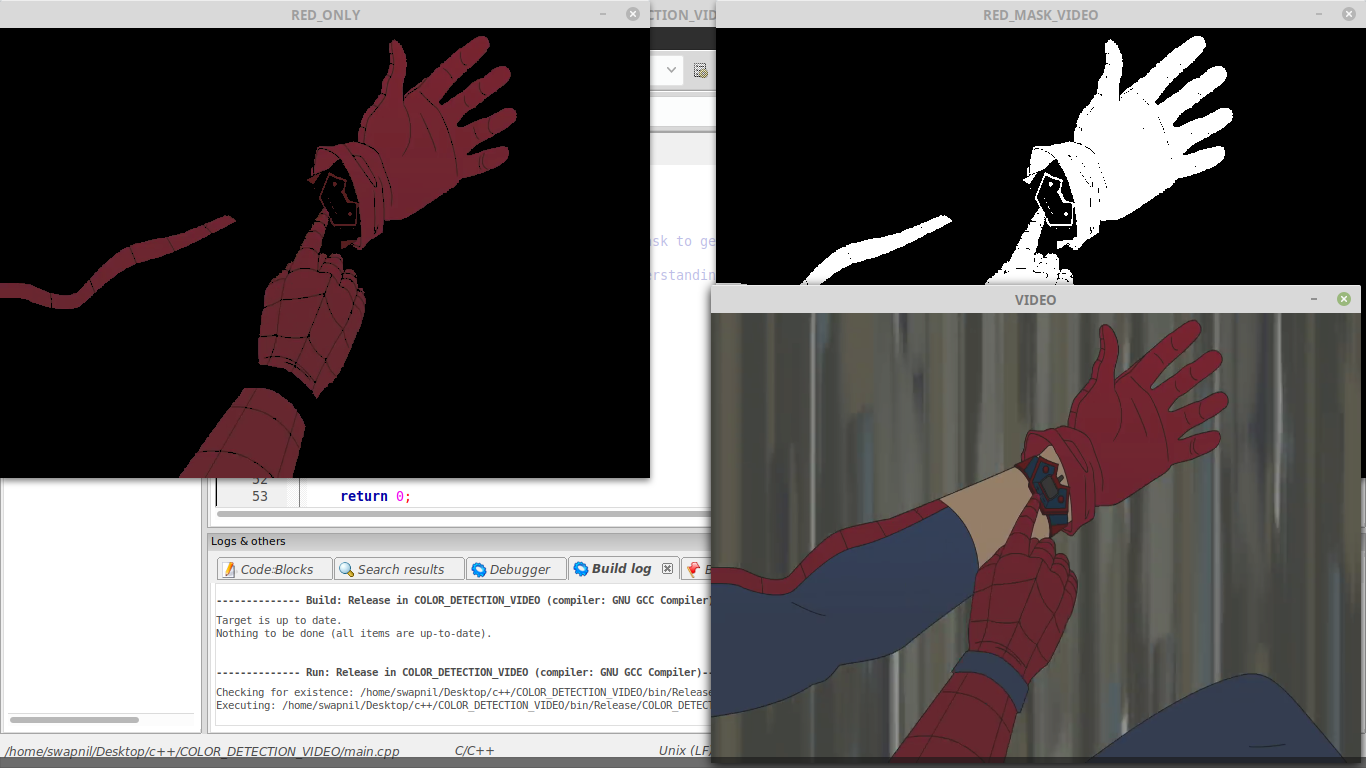 RED_ONLY
CTION_VID
RED_MASK_VIDEO
ask to ge
erstanding
VIDEO
52
53 return 0;
Logs & others
Code:Blocks
Search results
Debugger
Build log
-------------- Build: Release in COLOR_DETECTION_VIDEO (compiler: GNU GCC Compiler)
Target is up to date.
Nothing to be done (all items are up-to-date).
-------------- Run: Release in COLOR_DETECTION_VIDEO (compiler: GNU GCC Compiler)--
Checking for existence: /home/swapnil/Desktop/c++/COLOR_DETECTION_VIDEO/bin/Release
Executing: /home/swapnil/Desktop/c++/COLOR_DETECTION_VIDEO/bin/Release/COLOR_DETECT
/home/swapnil/Desktop/c++/COLOR_DETECTION_VIDEO/main.cpp
C/C++
Unix (LF